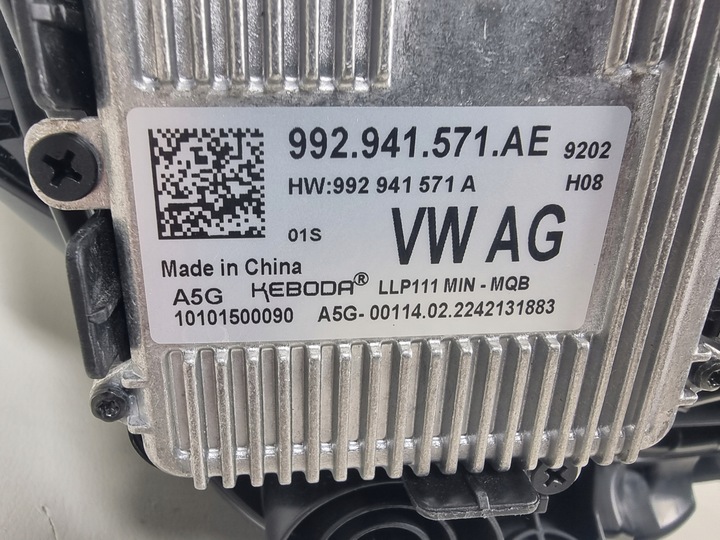 992.941.571.AE 9202
HW:992 941 571 A H08
01S VW AG
Made in China
A5G KEBODA® LLP111 MIN - MQB
10101500090 A5G-00114.02.2242131883